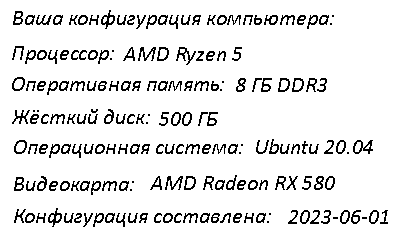 Ваша конфигурация компьютера:
Процессор: AMD Ryzen 5
Оперативная память: 8 ГБ DDR3
Жёсткий диск: 500 ГБ
Операционная система: Ubuntu 20.04
Видеокарта: AMD Radeon RX 580
Конфигурация составлена: 2023-06-01